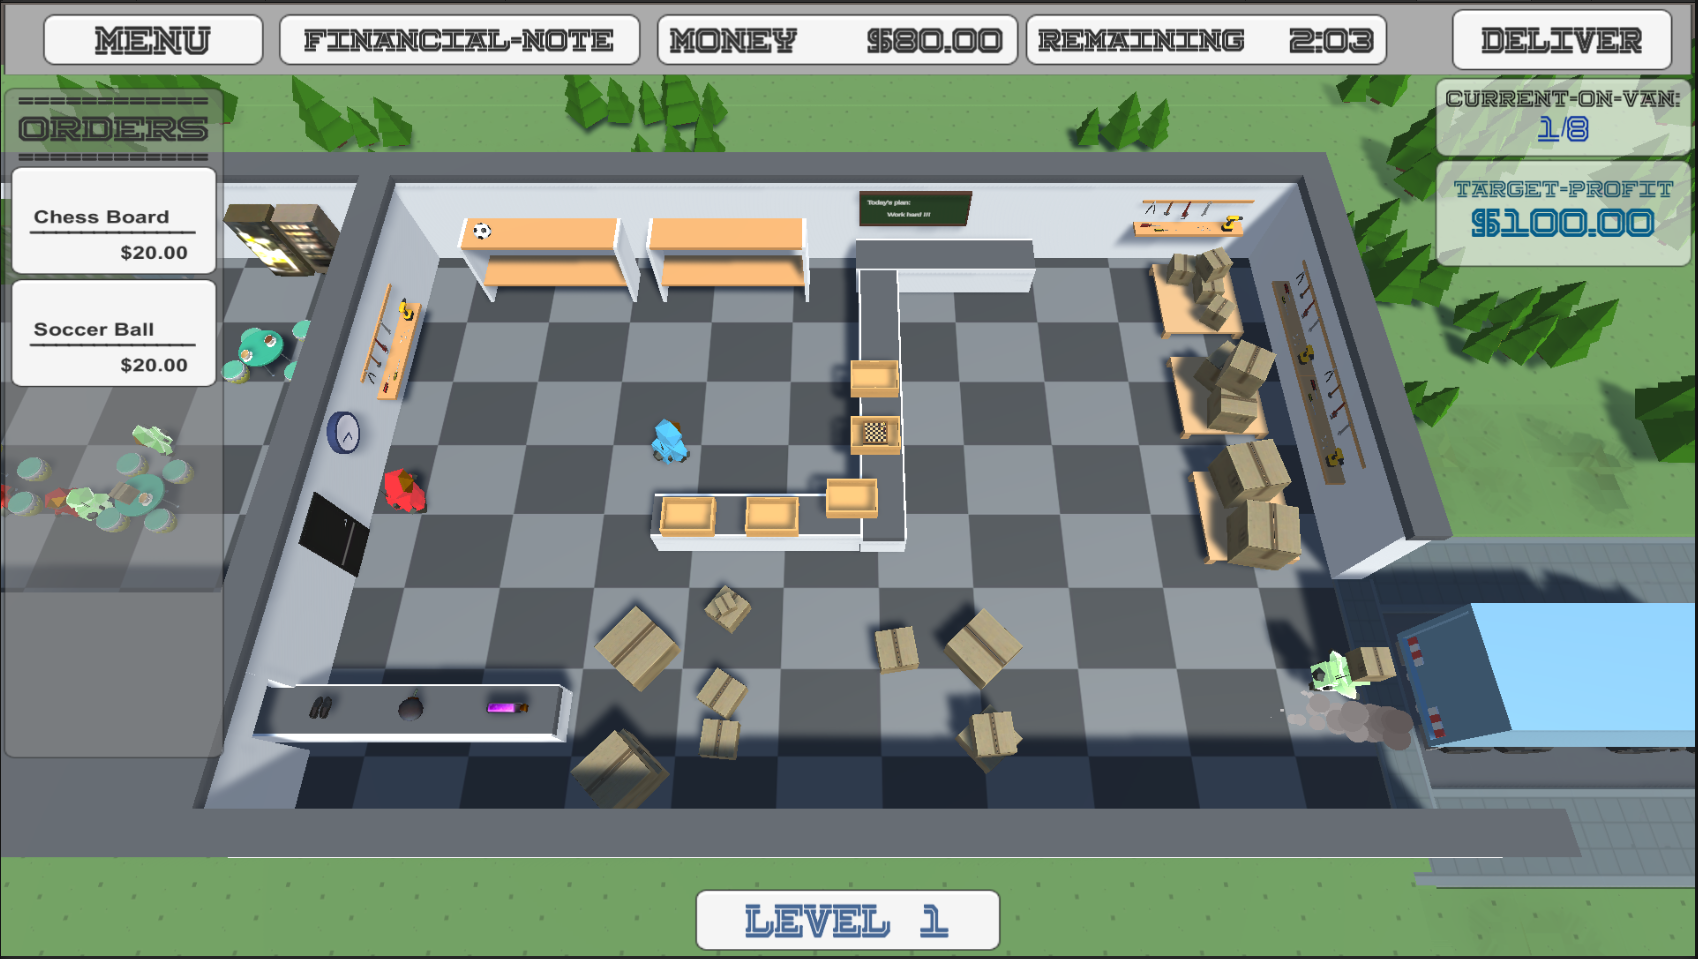 MENU
FINANCIAL-NOTE
MONEY $80.00
REMAINING 2:03
DELIVER
CURRENT-ON-VAN:
1/8
TARGET-PROFIT
$100.00
ORDERS
Chess Board
$20.00
Soccer Ball
$20.00
Today's plan:
Work hard !!!
LEVEL 1